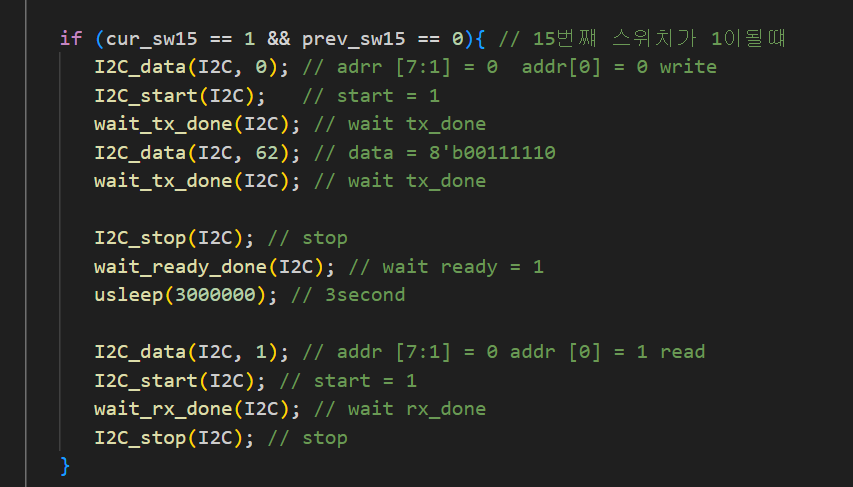 if (cur_sw15 == 1 && prev_sw15 == 0){ // 15번째 스위치가 1이될때
I2C_data(I2C, 0); // adrr [7:1] = 0  addr[0] = 0 write
I2C_start(I2C);   // start = 1
wait_tx_done(I2C); // wait tx_done
I2C_data(I2C, 62); // data = 8'b00111110
wait_tx_done(I2C); // wait tx_done
I2C_stop(I2C); // stop
wait_ready_done(I2C); // wait ready = 1
usleep(3000000); // 3second
I2C_data(I2C, 1); // addr [7:1] = 0 addr [0] = 1 read
I2C_start(I2C); // start = 1
wait_rx_done(I2C); // wait rx_done
I2C_stop(I2C); // stop
}